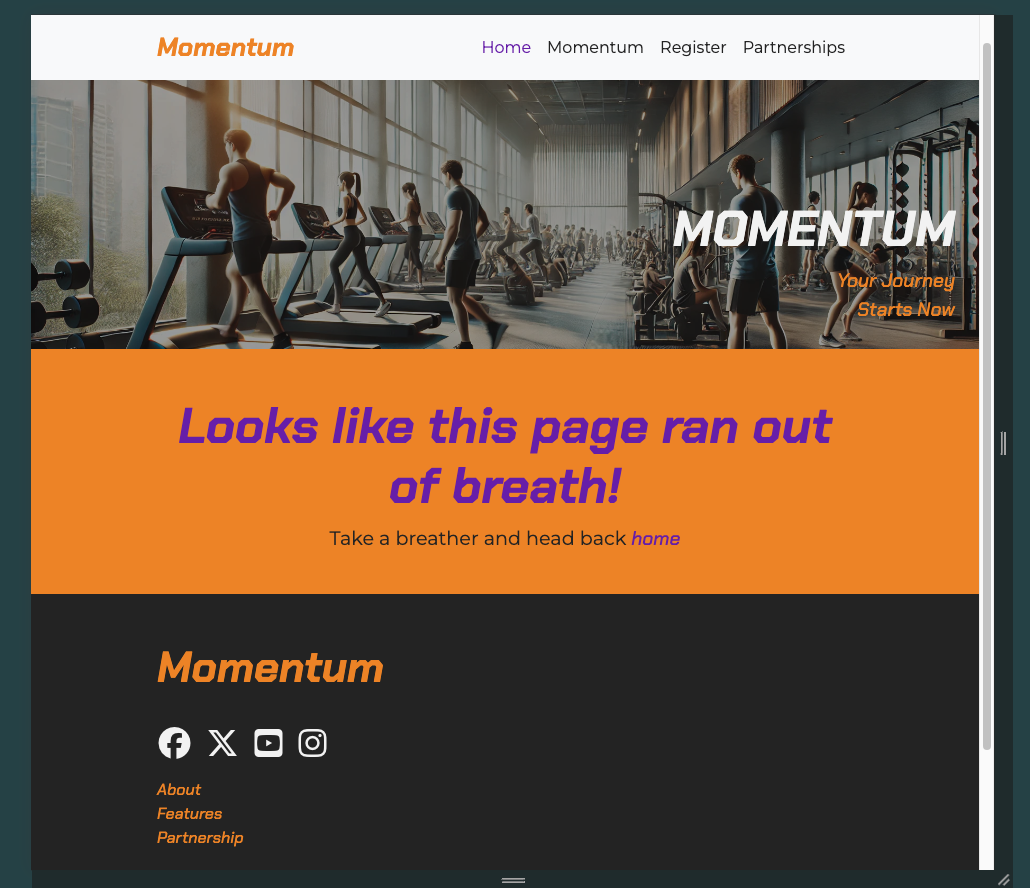 Momentum
Home Momentum Register Partnerships
MOMENTUM
Your Journey
Starts Now
Looks like this page ran out
of breath!
Take a breather and head back home
Momentum
About
Features
Partnership